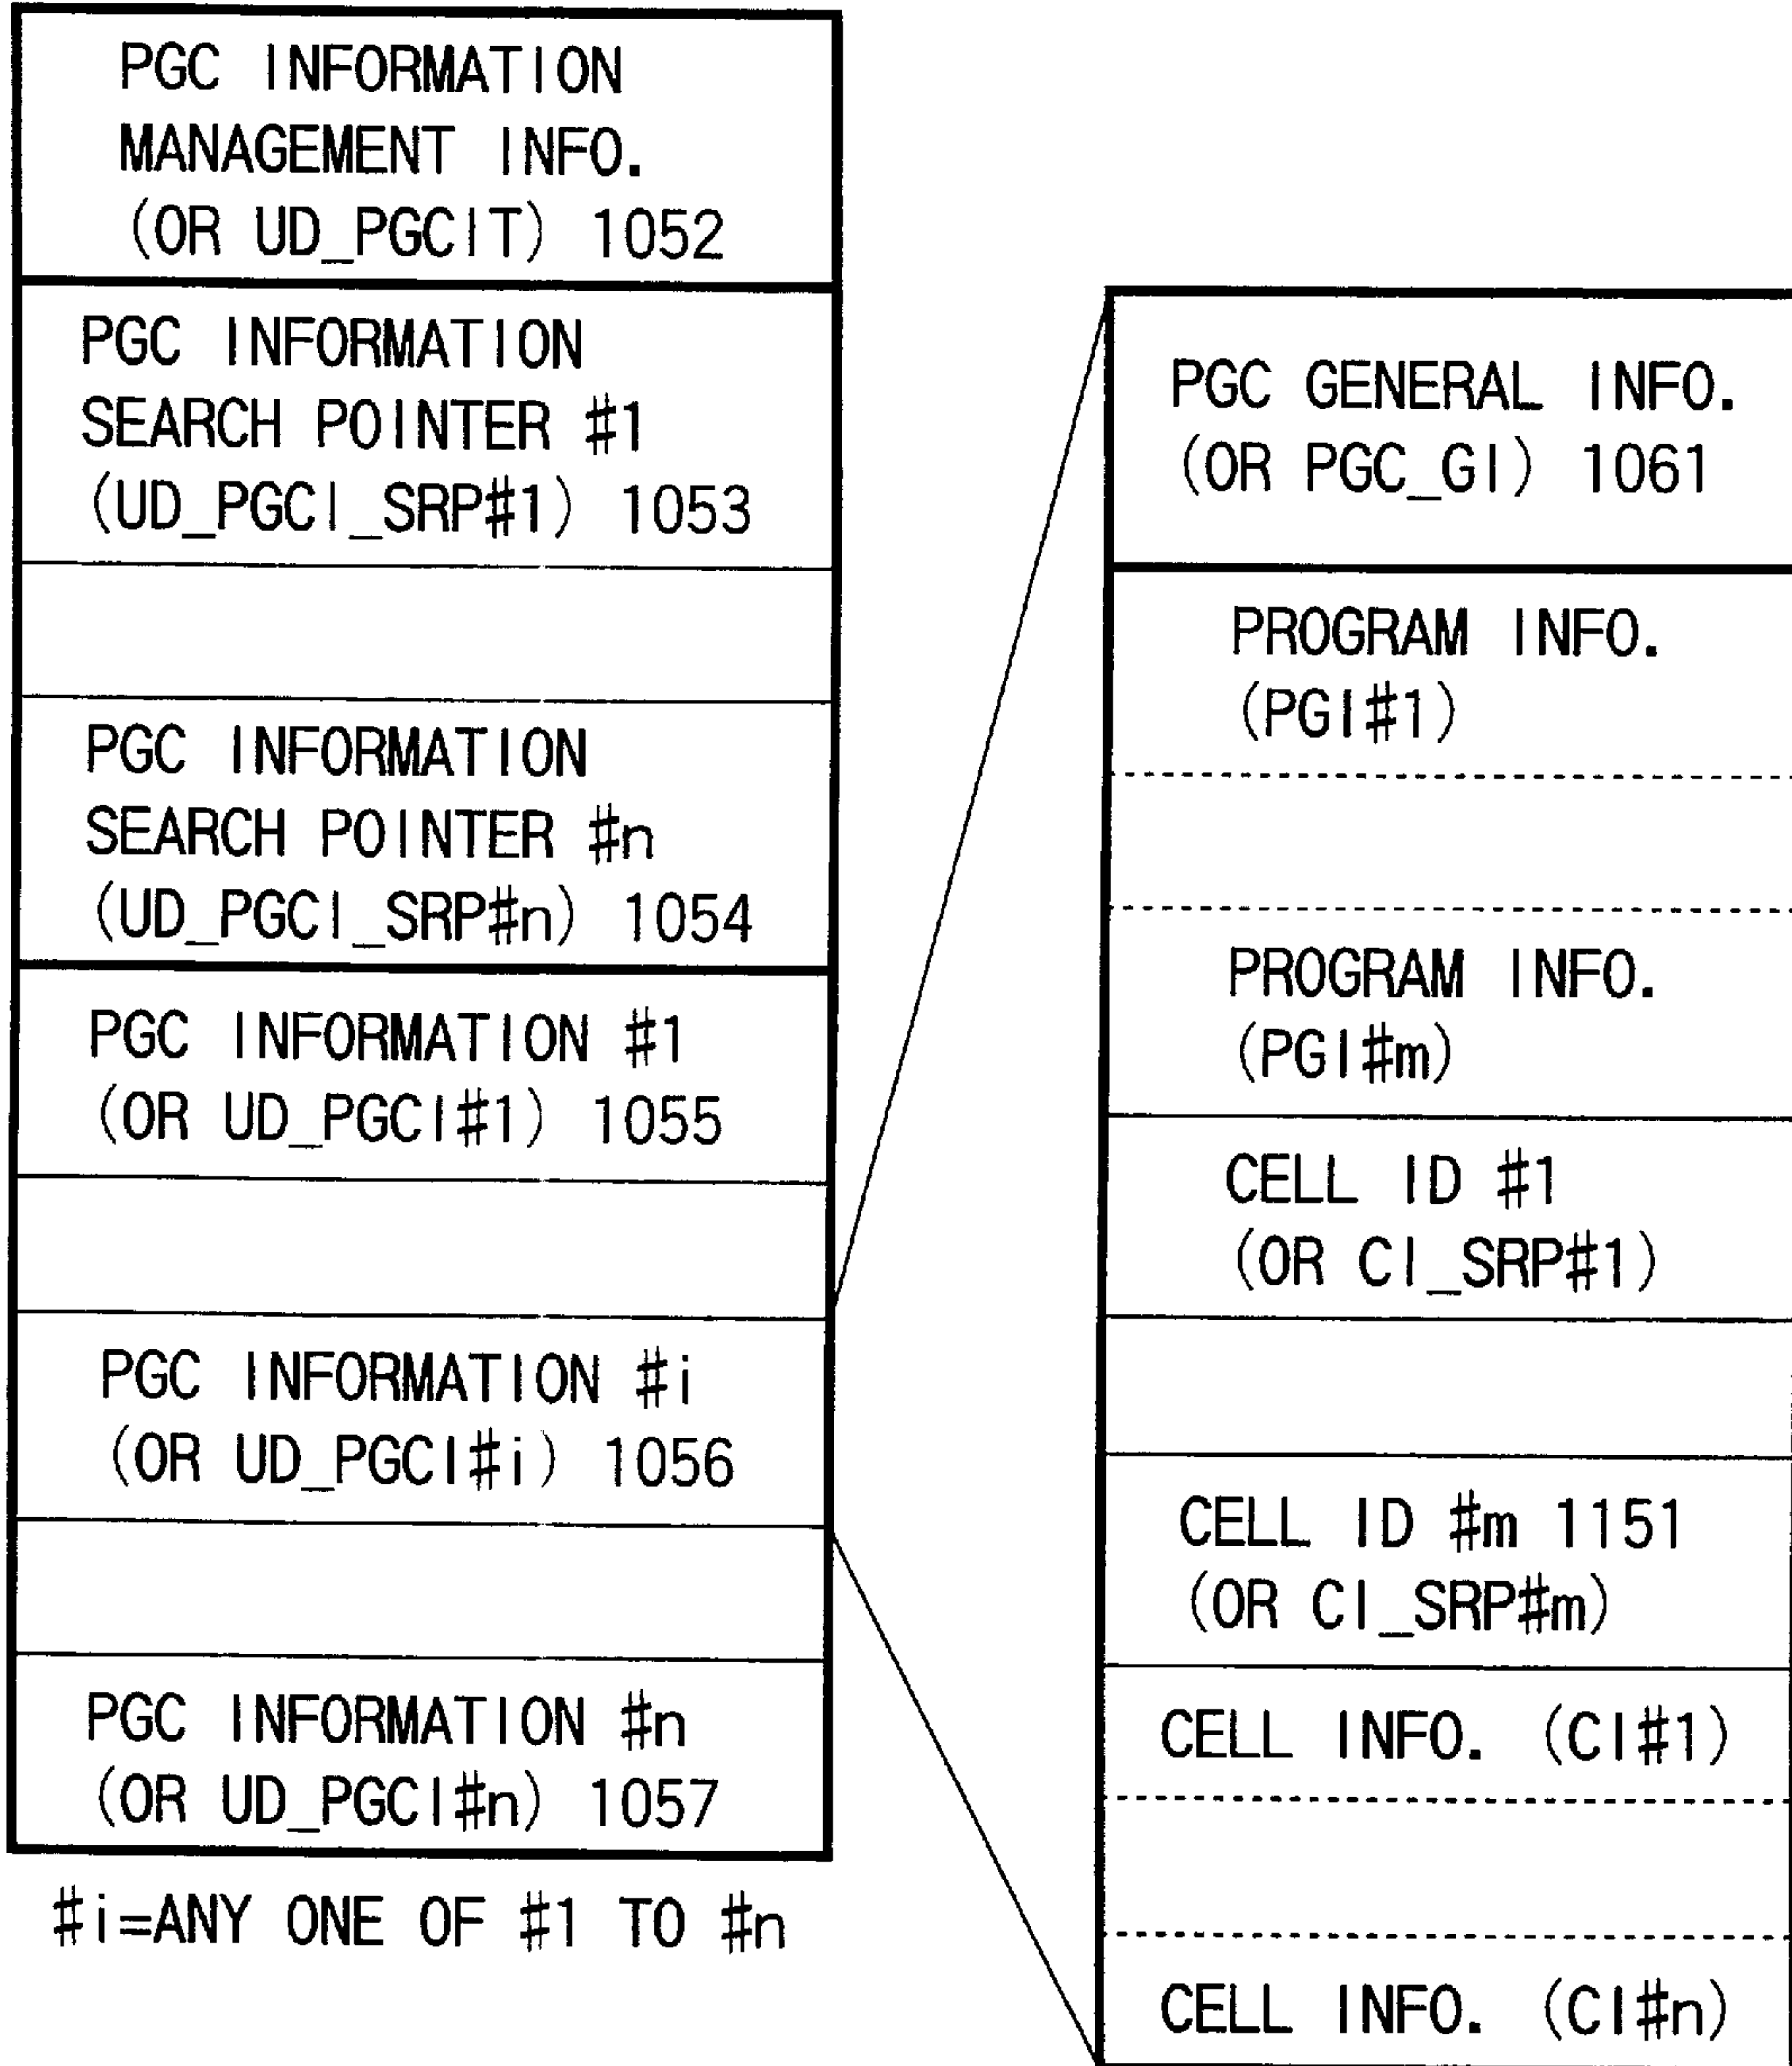 PGC INFORMATION
MANAGEMENT INFO.
(OR UD_PGCIT) 1052
PGC INFORMATION
SEARCH POINTER #1
(UD_PGCI_SRP#1) 1053
PGC INFORMATION
SEARCH POINTER #n
(UD_PGCI_SRP#n) 1054
PGC INFORMATION #1
(OR UD_PGCI#1) 1055
PGC INFORMATION #i
(OR UD_PGCI#i) 1056
PGC INFORMATION #n
(OR UD_PGCI#n) 1057
#i=ANY ONE OF #1 TO #n
PGC GENERAL INFO.
(OR PGC_GI) 1061
PROGRAM INFO.
(PGI#1)
PROGRAM INFO.
(PGI#m)
CELL ID #1
(OR CI_SRP#1)
CELL ID #m 1151
(OR CI_SRP#m)
CELL INFO. (CI#1)
CELL INFO. (CI#n)